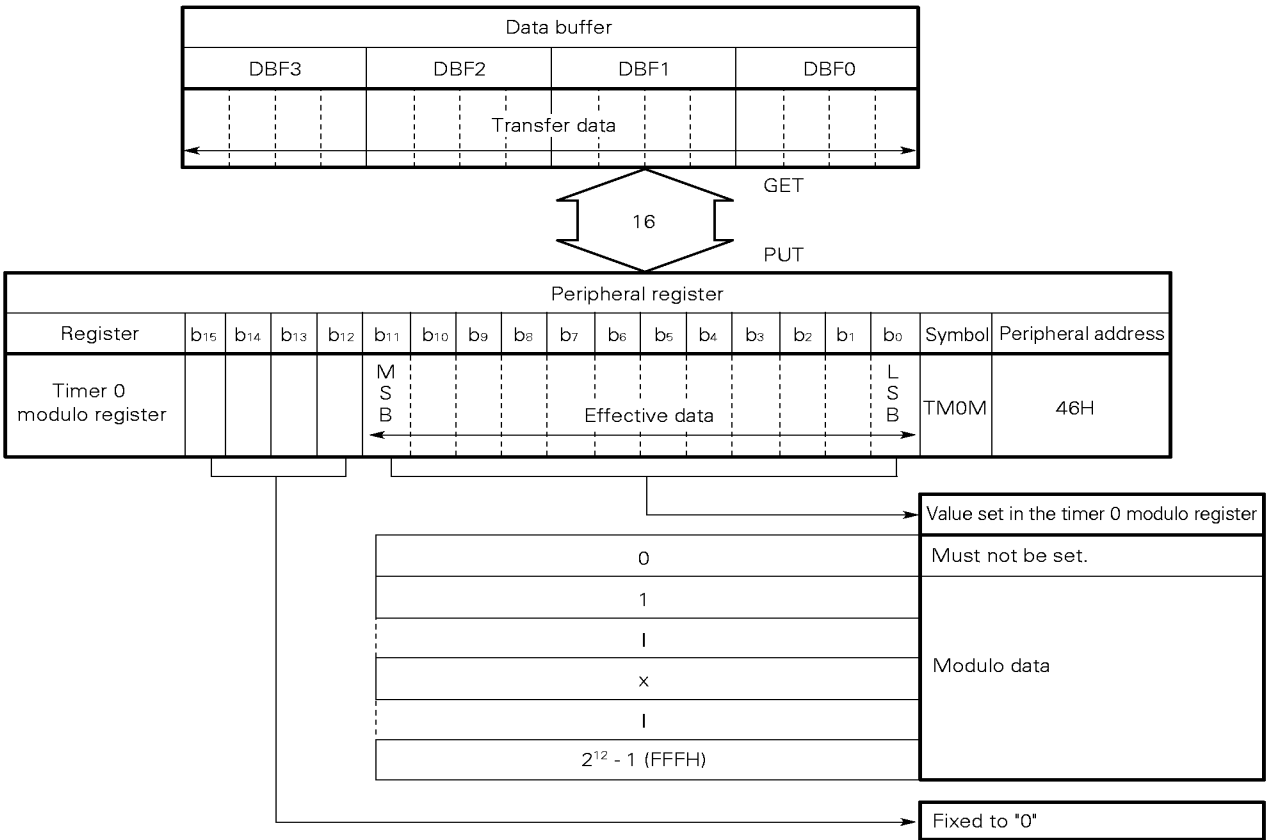 Data buffer
DBF3 DBF2 DBF1 DBF0
Transfer data
GET
16
PUT
Peripheral register
Register b15 b14 b13 b12 b11 b10 b9 b8 b7 b6 b5 b4 b3 b2 b1 b0 Symbol Peripheral address
Timer 0
modulo register
MSB
Effective data
LSB
TM0M
46H
Value set in the timer 0 modulo register
0
Must not be set.
1
I
x
I
Modulo data
2¹² - 1 (FFFH)
Fixed to "0"